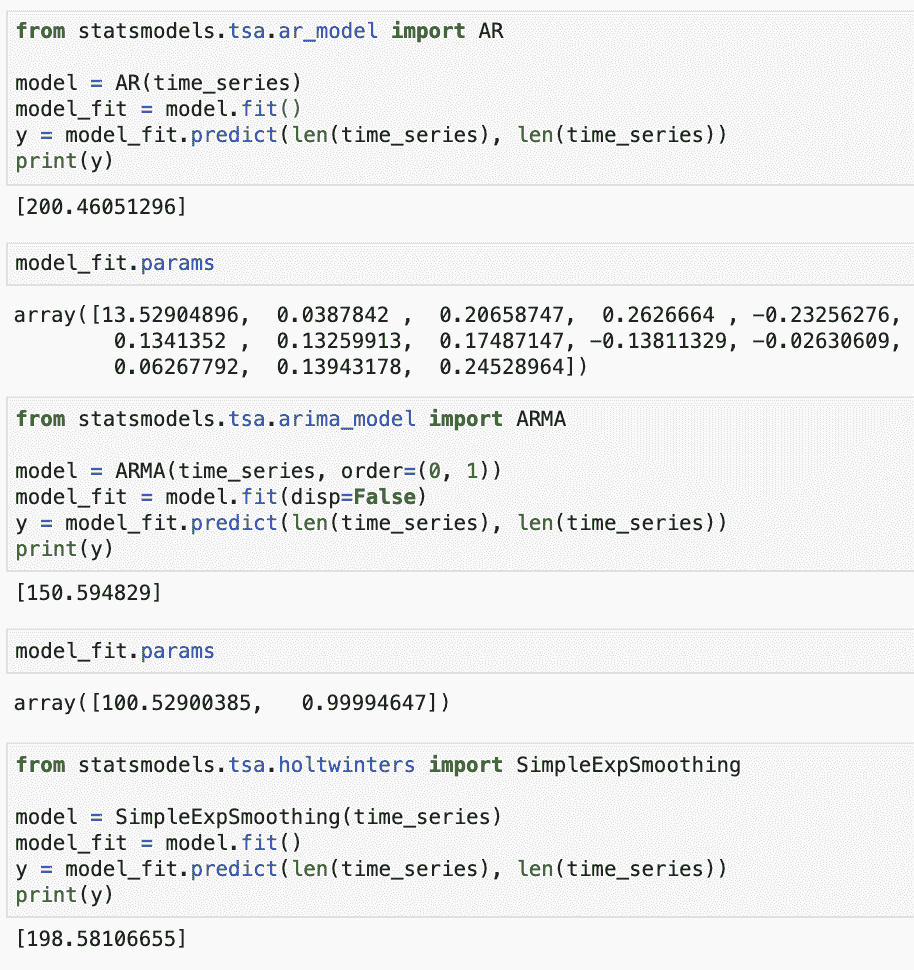 from statsmodels.tsa.ar_model import AR
model = AR(time_series)
model_fit = model.fit()
y = model_fit.predict(len(time_series), len(time_series))
print(y)
[200.46051296]
model_fit.params
array([13.52904896,  0.0387842 ,  0.20658747,  0.2626664 , -0.23256276,
        0.1341352 ,  0.13259913,  0.17487147, -0.13811329, -0.02630609,
        0.06267792,  0.13943178,  0.24528964])
from statsmodels.tsa.arima_model import ARMA
model = ARMA(time_series, order=(0, 1))
model_fit = model.fit(disp=False)
y = model_fit.predict(len(time_series), len(time_series))
print(y)
[150.594829]
model_fit.params
array([100.52900385,   0.99994647])
from statsmodels.tsa.holtwinters import SimpleExpSmoothing
model = SimpleExpSmoothing(time_series)
model_fit = model.fit()
y = model_fit.predict(len(time_series), len(time_series))
print(y)
[198.58106655]